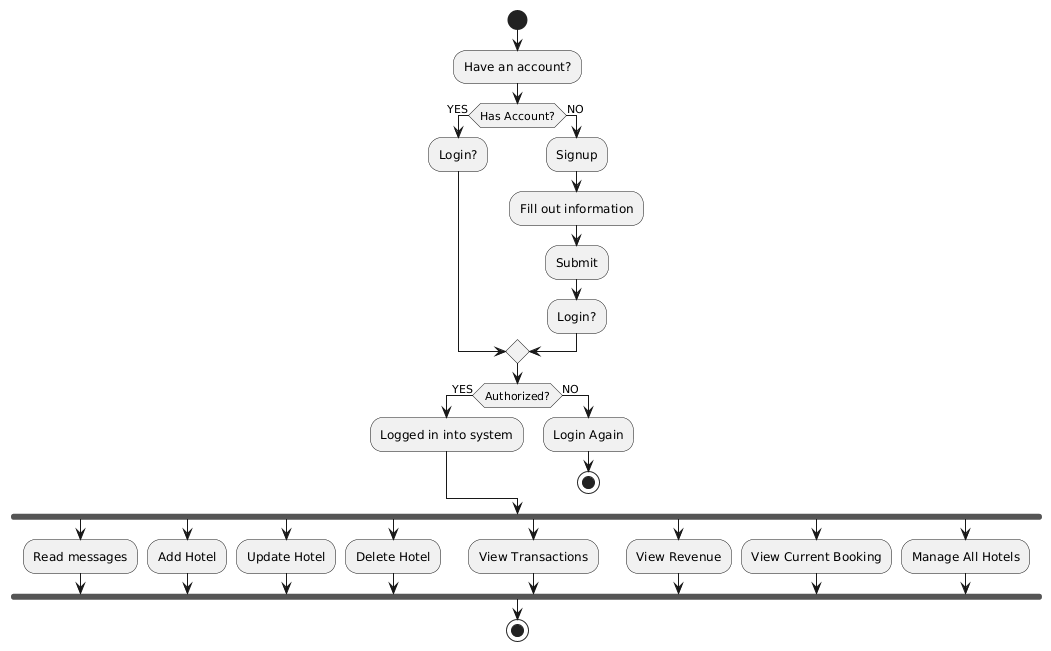 Have an account?
YES
Has Account?
NO
Login?
Signup
Fill out information
Submit
Login?
YES
Authorized?
NO
Logged in into system
Login Again
Read messages
Add Hotel
Update Hotel
Delete Hotel
View Transactions
View Revenue
View Current Booking
Manage All Hotels